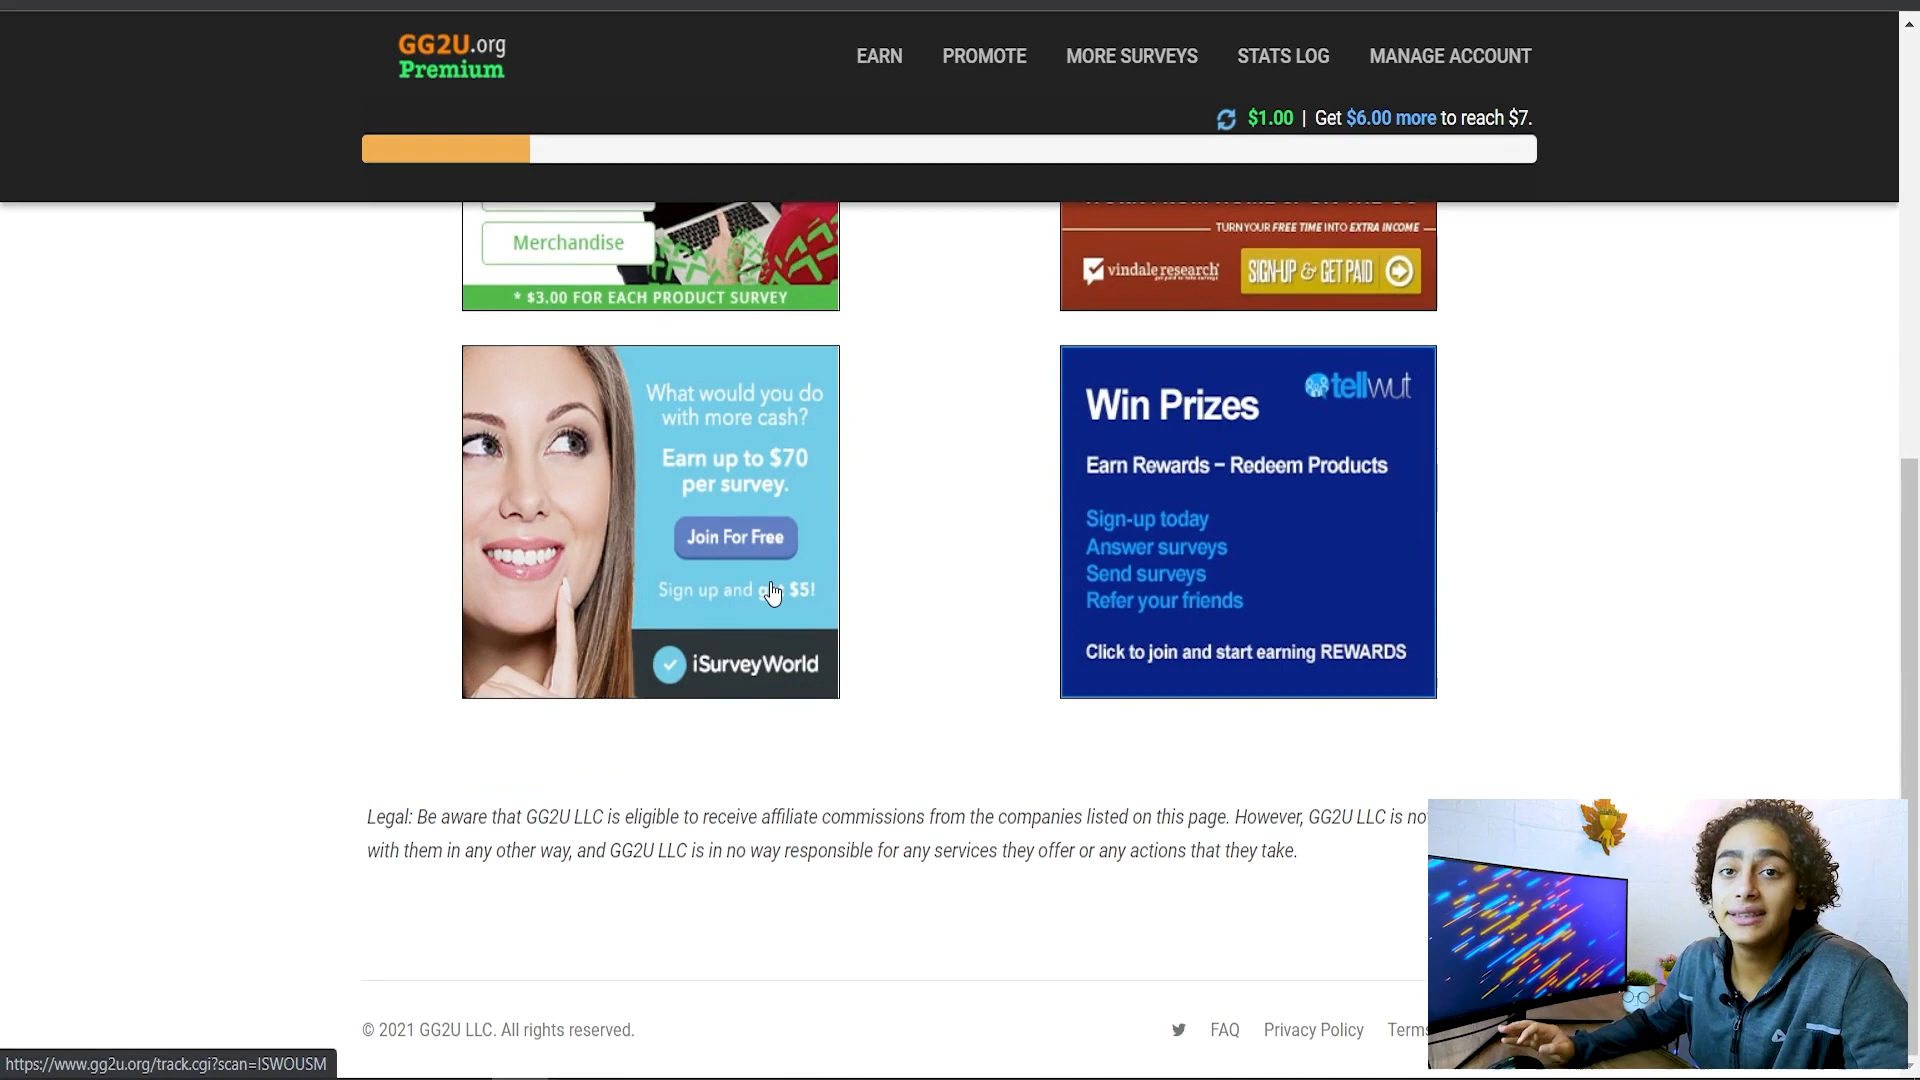 GG2U.org
Premium
EARN
PROMOTE
MORE SURVEYS
STATS LOG
MANAGE ACCOUNT
$1.00 | Get $6.00 more to reach $7.
Merchandise
* $3.00 FOR EACH PRODUCT SURVEY
TURN YOUR FREE TIME INTO EXTRA INCOME
vindaleresearch
SIGN-UP & GET PAID
What would you do
with more cash?
Earn up to $70
per survey.
Join For Free
Sign up and get $5!
iSurveyWorld
tellwut
Win Prizes
Earn Rewards – Redeem Products
Sign-up today
Answer surveys
Send surveys
Refer your friends
Click to join and start earning REWARDS
Legal: Be aware that GG2U LLC is eligible to receive affiliate commissions from the companies listed on this page. However, GG2U LLC is no
with them in any other way, and GG2U LLC is in no way responsible for any services they offer or any actions that they take.
© 2021 GG2U LLC. All rights reserved.
FAQ
Privacy Policy
Terms
https://www.gg2u.org/track.cgi?scan=ISWOUSM